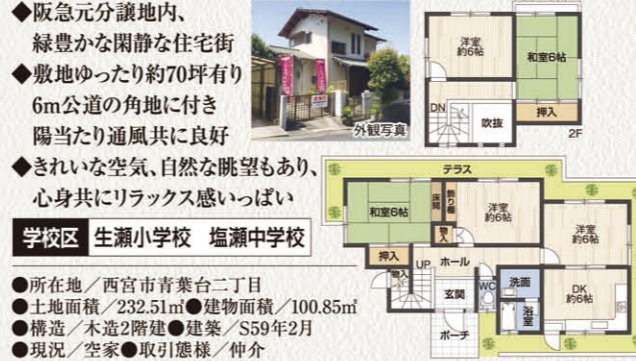 ◆阪急元分譲地内、
緑豊かな閑静な住宅街
◆敷地ゆったり約70坪有り
6m公道の角地に付き
陽当たり通風共に良好
◆きれいな空気、自然な眺望もあり、
心身共にリラックス感いっぱい
学校区 生瀬小学校 塩瀬中学校
●所在地/西宮市青葉台二丁目
●土地面積/232.51㎡●建物面積/100.85㎡
●構造/木造2階建●建築/S59年2月
●現況/空家●取引態様/仲介
外観写真
洋室
約6帖
和室6帖
DN
吹抜
押入
2F
テラス
和室6帖
床間
飾り棚
洋室
約6帖
物入
洋室
約6帖
押入
物入
UP
ホール
玄関
WC
洗面
浴室
DK
約6帖
ポーチ